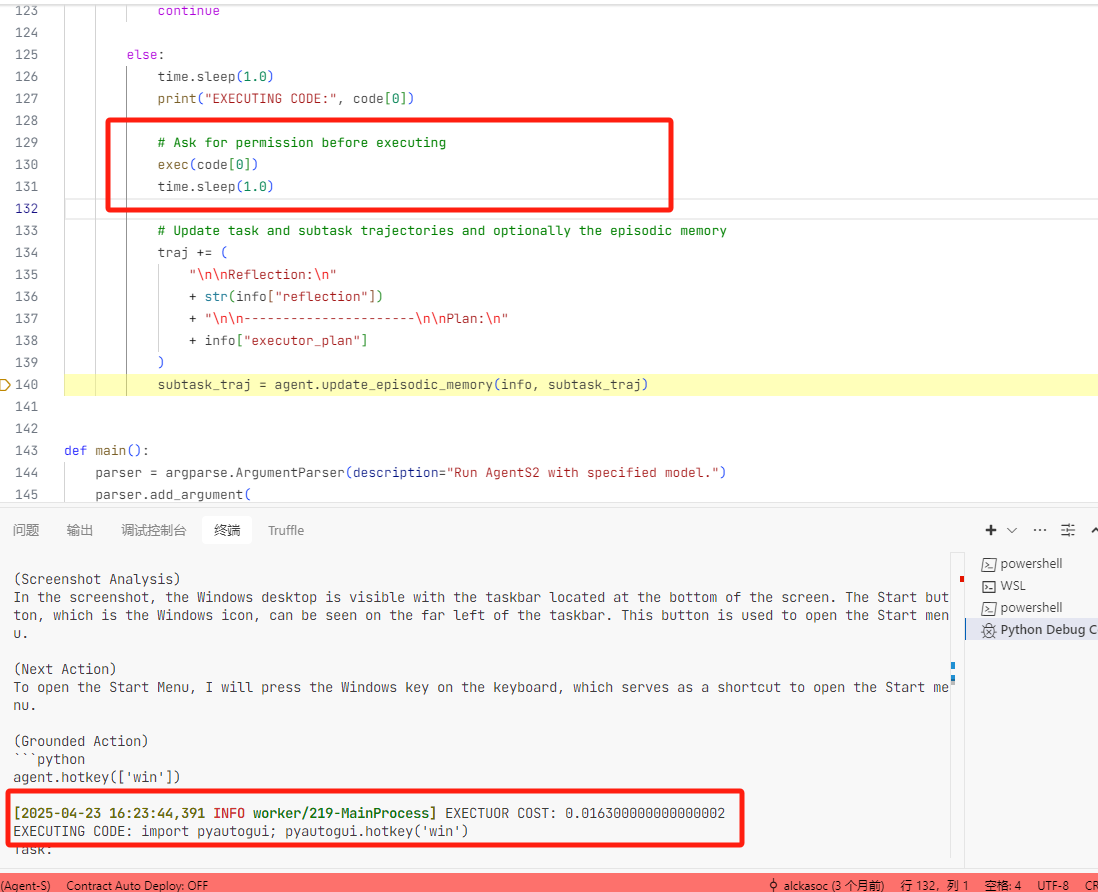 123 continue
124
125 else:
126 time.sleep(1.0)
127 print("EXECUTING CODE:", code[0])
128
129 # Ask for permission before executing
130 exec(code[0])
131 time.sleep(1.0)
132
133 # Update task and subtask trajectories and optionally the episodic memory
134 traj += (
135 "\n\nReflection:\n"
136 + str(info["reflection"])
137 + "\n\n----------------------\n\nPlan:\n"
138 + info["executor_plan"]
139 )
140 subtask_traj = agent.update_episodic_memory(info, subtask_traj)
141
142
143 def main():
144 parser = argparse.ArgumentParser(description="Run AgentS2 with specified model.")
145 parser.add_argument(
问题 输出 调试控制台 终端 Truffle
powershell
WSL
powershell
Python Debug C
(Screenshot Analysis)
In the screenshot, the Windows desktop is visible with the taskbar located at the bottom of the screen. The Start but
ton, which is the Windows icon, can be seen on the far left of the taskbar. This button is used to open the Start men
u.
(Next Action)
To open the Start Menu, I will press the Windows key on the keyboard, which serves as a shortcut to open the Start me
nu.
(Grounded Action)
```python
agent.hotkey(['win'])
[2025-04-23 16:23:44,391 INFO worker/219-MainProcess] EXECTUOR COST: 0.016300000000000002
EXECUTING CODE: import pyautogui; pyautogui.hotkey('win')
Task:
(Agent-S) Contract Auto Deploy: OFF alckasoc (3 个月前) 行 132，列 1 空格: 4 UTF-8 CR